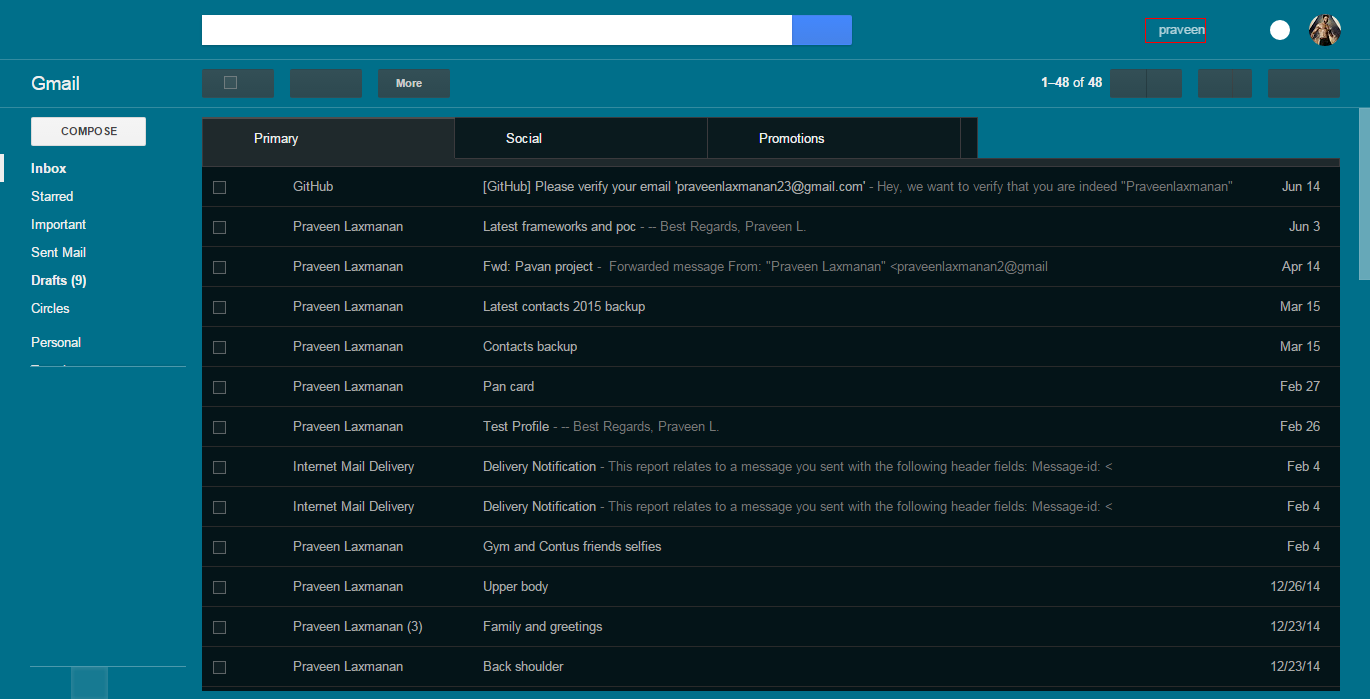 praveen
Gmail
More
1–48 of 48
COMPOSE
Primary
Social
Promotions
Inbox
Starred
Important
Sent Mail
Drafts (9)
Circles
Personal
GitHub [GitHub] Please verify your email 'praveenlaxmanan23@gmail.com' - Hey, we want to verify that you are indeed "Praveenlaxmanan" Jun 14
Praveen Laxmanan Latest frameworks and poc - -- Best Regards, Praveen L. Jun 3
Praveen Laxmanan Fwd: Pavan project - Forwarded message From: "Praveen Laxmanan" <praveenlaxmanan2@gmail Apr 14
Praveen Laxmanan Latest contacts 2015 backup Mar 15
Praveen Laxmanan Contacts backup Mar 15
Praveen Laxmanan Pan card Feb 27
Praveen Laxmanan Test Profile - -- Best Regards, Praveen L. Feb 26
Internet Mail Delivery Delivery Notification - This report relates to a message you sent with the following header fields: Message-id: < Feb 4
Internet Mail Delivery Delivery Notification - This report relates to a message you sent with the following header fields: Message-id: < Feb 4
Praveen Laxmanan Gym and Contus friends selfies Feb 4
Praveen Laxmanan Upper body 12/26/14
Praveen Laxmanan (3) Family and greetings 12/23/14
Praveen Laxmanan Back shoulder 12/23/14